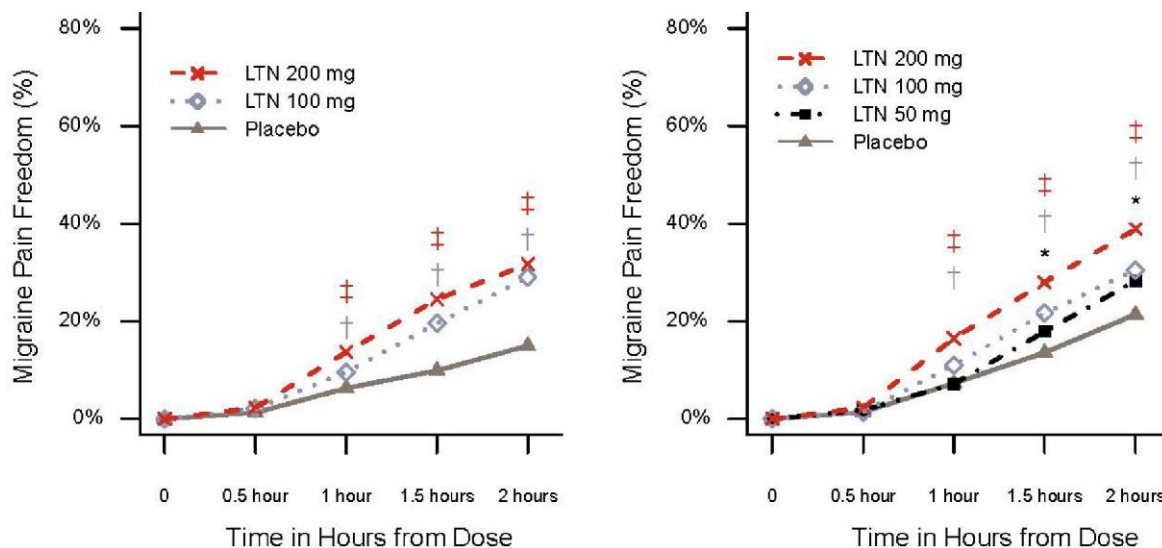 Migraine Pain Freedom (%)
80%
60%
40%
20%
0%
LTN 200 mg
LTN 100 mg
Placebo
‡
†
‡
†
‡
†
0
0.5 hour
1 hour
1.5 hours
2 hours
Time in Hours from Dose
Migraine Pain Freedom (%)
80%
60%
40%
20%
0%
LTN 200 mg
LTN 100 mg
LTN 50 mg
Placebo
‡
†
‡
†
*
‡
†
*
0
0.5 hour
1 hour
1.5 hours
2 hours
Time in Hours from Dose